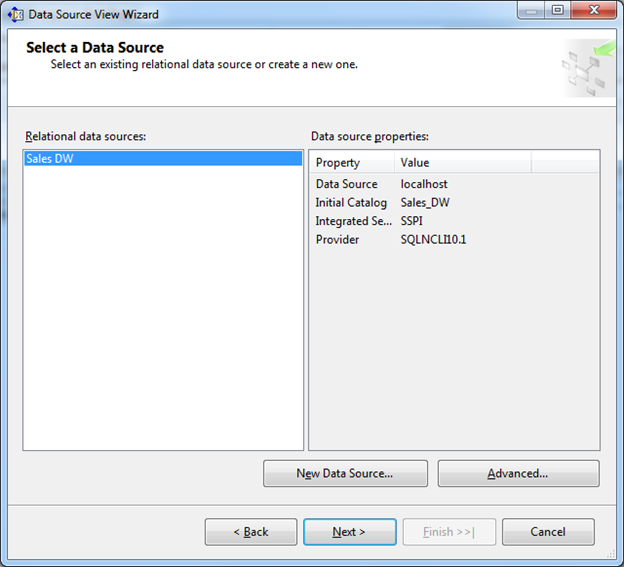 Data Source View Wizard
Select a Data Source
Select an existing relational data source or create a new one.
Relational data sources:
Sales DW
Data source properties:
Property Value
Data Source localhost
Initial Catalog Sales_DW
Integrated Se... SSPI
Provider SQLNCLI10.1
New Data Source... Advanced...
< Back Next > Finish >>| Cancel